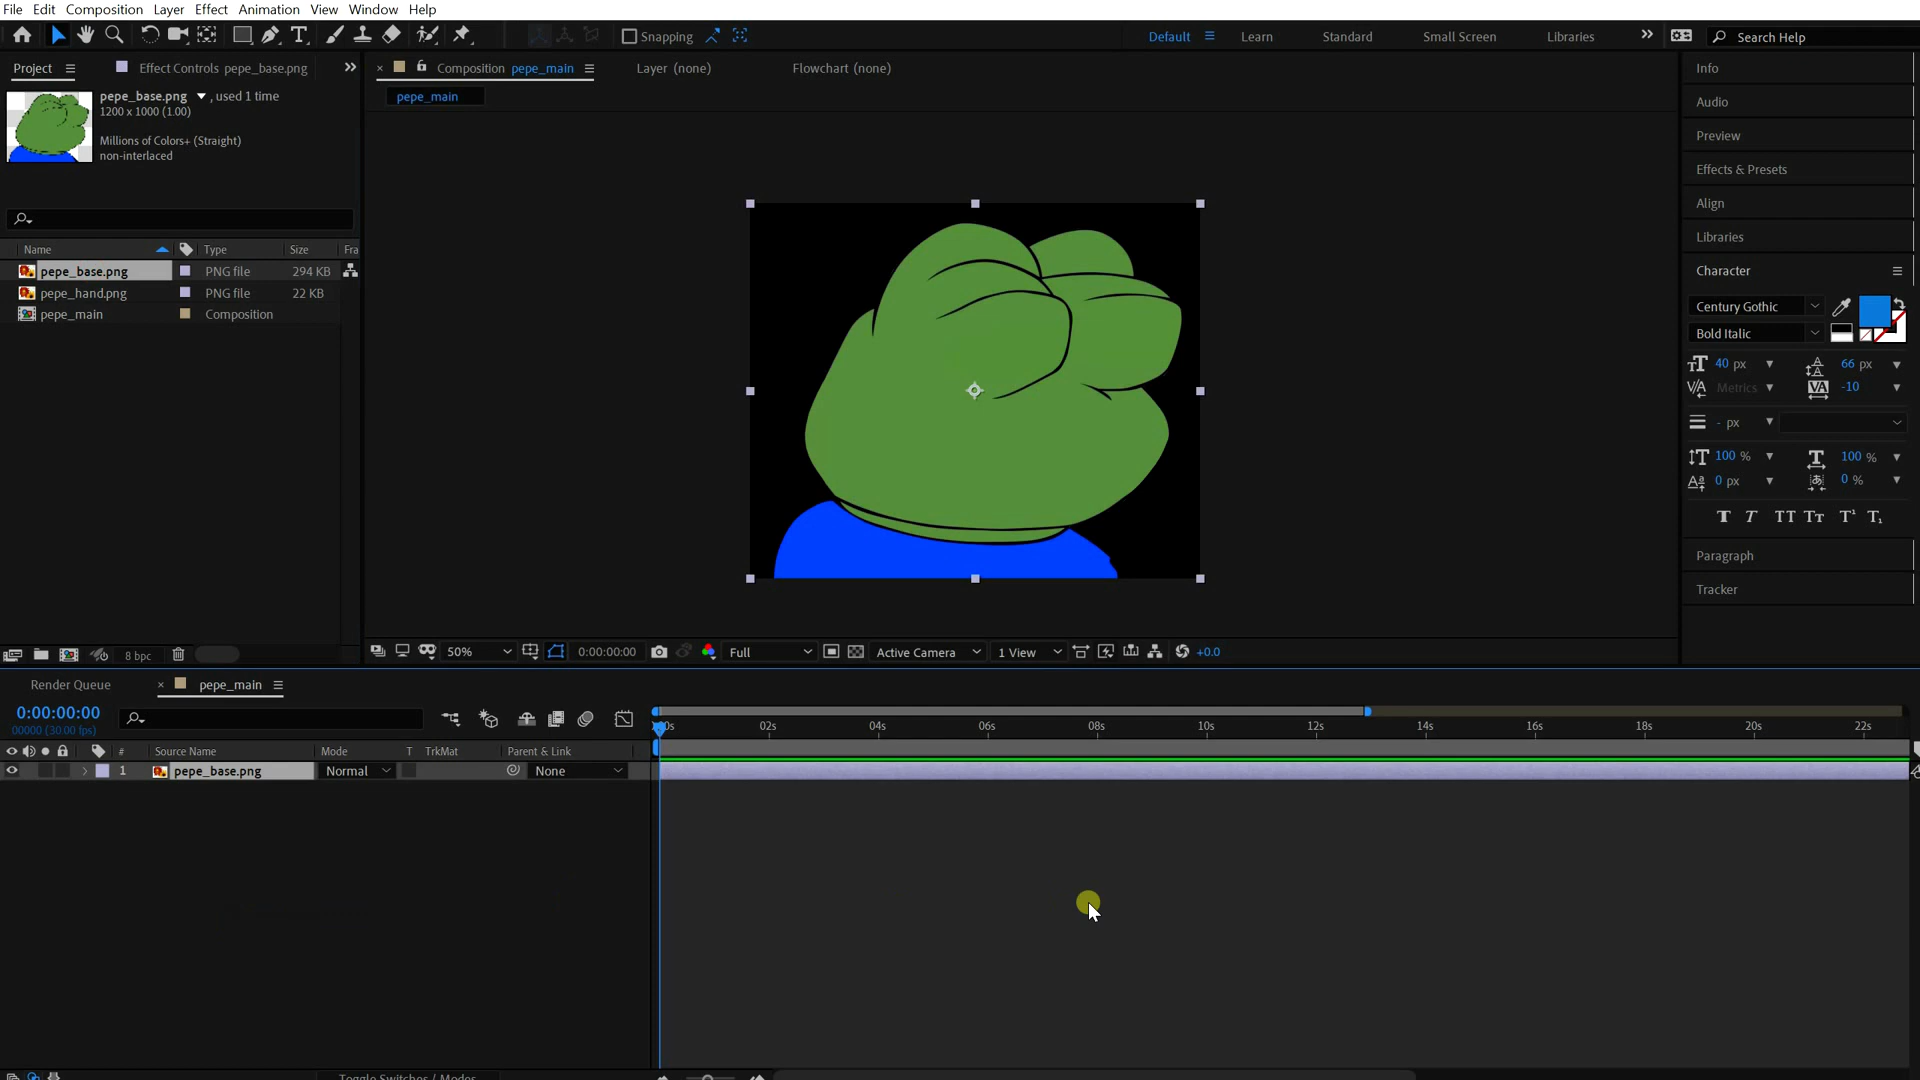 File Edit Composition Layer Effect Animation View Window Help
Snapping
Default Learn Standard Small Screen Libraries Search Help
Project Effect Controls pepe_base.png
Composition pepe_main Layer (none) Flowchart (none)
pepe_main
pepe_base.png , used 1 time
1200 x 1000 (1.00)
Millions of Colors+ (Straight)
non-interlaced
Name Type Size Fra
pepe_base.png PNG file 294 KB
pepe_hand.png PNG file 22 KB
pepe_main Composition
8 bpc
50% 0:00:00:00 Full Active Camera 1 View +0.0
Info
Audio
Preview
Effects & Presets
Align
Libraries
Character
Century Gothic
Bold Italic
40 px 66 px
Metrics -10
- px
100 % 100 %
0 px 0 %
T T TT Tт T¹ T₁
Paragraph
Tracker
Render Queue pepe_main
0:00:00:00
00000 (30.00 fps)
02s 04s 06s 08s 10s 12s 14s 16s 18s 20s 22s
# Source Name Mode T TrkMat Parent & Link
1 pepe_base.png Normal None
Toggle Switches / Modes